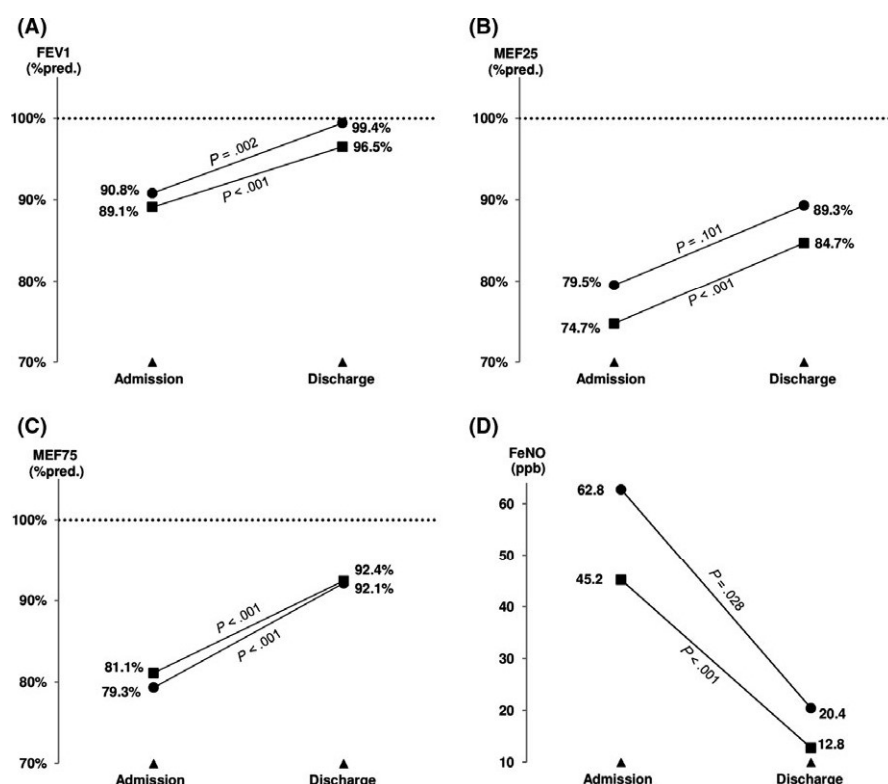 (A)
FEV1
(%pred.)
100%
90%
80%
70%
90.8%
89.1%
P = .002
P < .001
99.4%
96.5%
Admission
Discharge
(B)
MEF25
(%pred.)
100%
90%
80%
70%
79.5%
74.7%
P = .101
P < .001
89.3%
84.7%
Admission
Discharge
(C)
MEF75
(%pred.)
100%
90%
80%
70%
81.1%
79.3%
P < .001
P < .001
92.4%
92.1%
Admission
Discharge
(D)
FeNO
(ppb)
60
50
40
30
20
10
62.8
45.2
P = .028
P < .001
20.4
12.8
Admission
Discharge